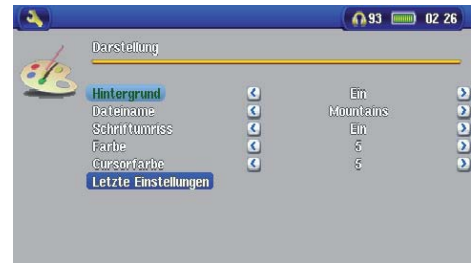 93 02 26
Darstellung
Hintergrund Ein
Dateiname Mountains
Schriftumriss Ein
Farbe 5
Cursorfarbe 5
Letzte Einstellungen